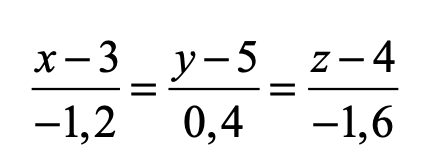 (x−3)/(−1,2) = (y−5)/(0,4) = (z−4)/(−1,6)